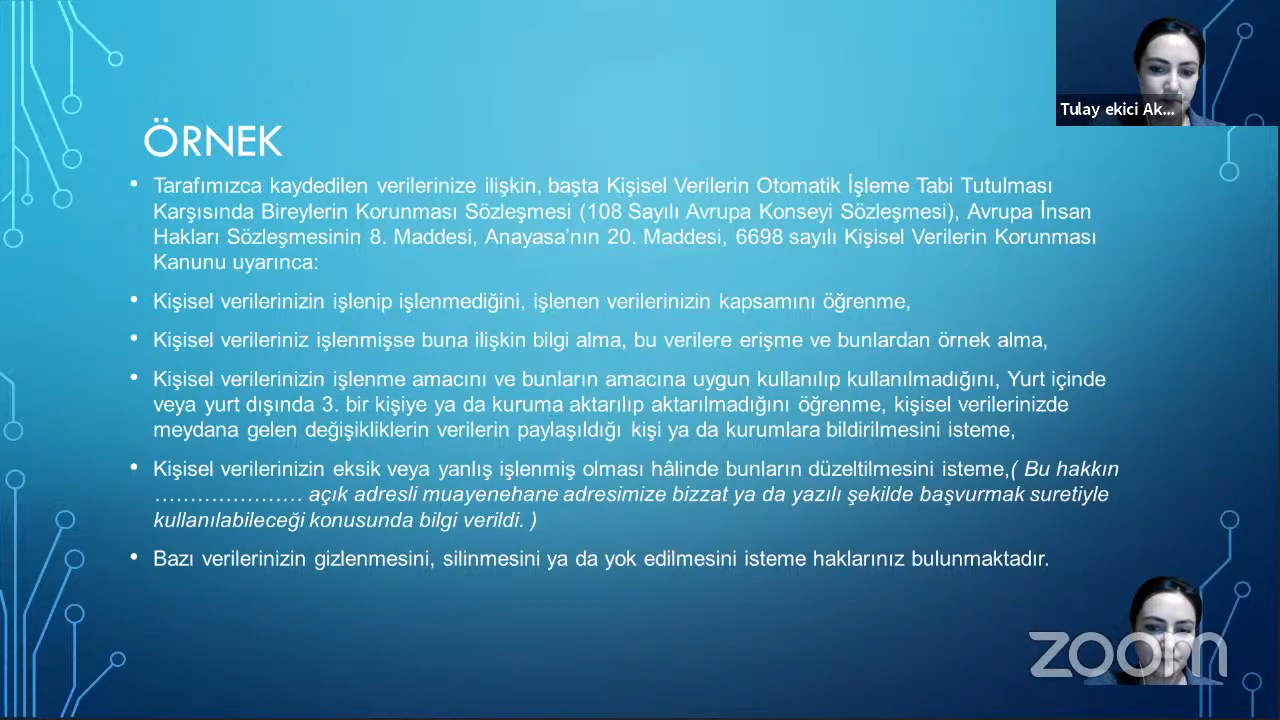 Tulay ekici Ak...
ÖRNEK
• Tarafımızca kaydedilen verilerinize ilişkin, başta Kişisel Verilerin Otomatik İşleme Tabi Tutulması
Karşısında Bireylerin Korunması Sözleşmesi (108 Sayılı Avrupa Konseyi Sözleşmesi), Avrupa İnsan
Hakları Sözleşmesinin 8. Maddesi, Anayasa’nın 20. Maddesi, 6698 sayılı Kişisel Verilerin Korunması
Kanunu uyarınca:
• Kişisel verilerinizin işlenip işlenmediğini, işlenen verilerinizin kapsamını öğrenme,
• Kişisel verileriniz işlenmişse buna ilişkin bilgi alma, bu verilere erişme ve bunlardan örnek alma,
• Kişisel verilerinizin işlenme amacını ve bunların amacına uygun kullanılıp kullanılmadığını, Yurt içinde
veya yurt dışında 3. bir kişiye ya da kuruma aktarılıp aktarılmadığını öğrenme, kişisel verilerinizde
meydana gelen değişikliklerin verilerin paylaşıldığı kişi ya da kurumlara bildirilmesini isteme,
• Kişisel verilerinizin eksik veya yanlış işlenmiş olması hâlinde bunların düzeltilmesini isteme,( Bu hakkın
………………… açık adresli muayenehane adresimize bizzat ya da yazılı şekilde başvurmak suretiyle
kullanılabileceği konusunda bilgi verildi. )
• Bazı verilerinizin gizlenmesini, silinmesini ya da yok edilmesini isteme haklarınız bulunmaktadır.
zoom